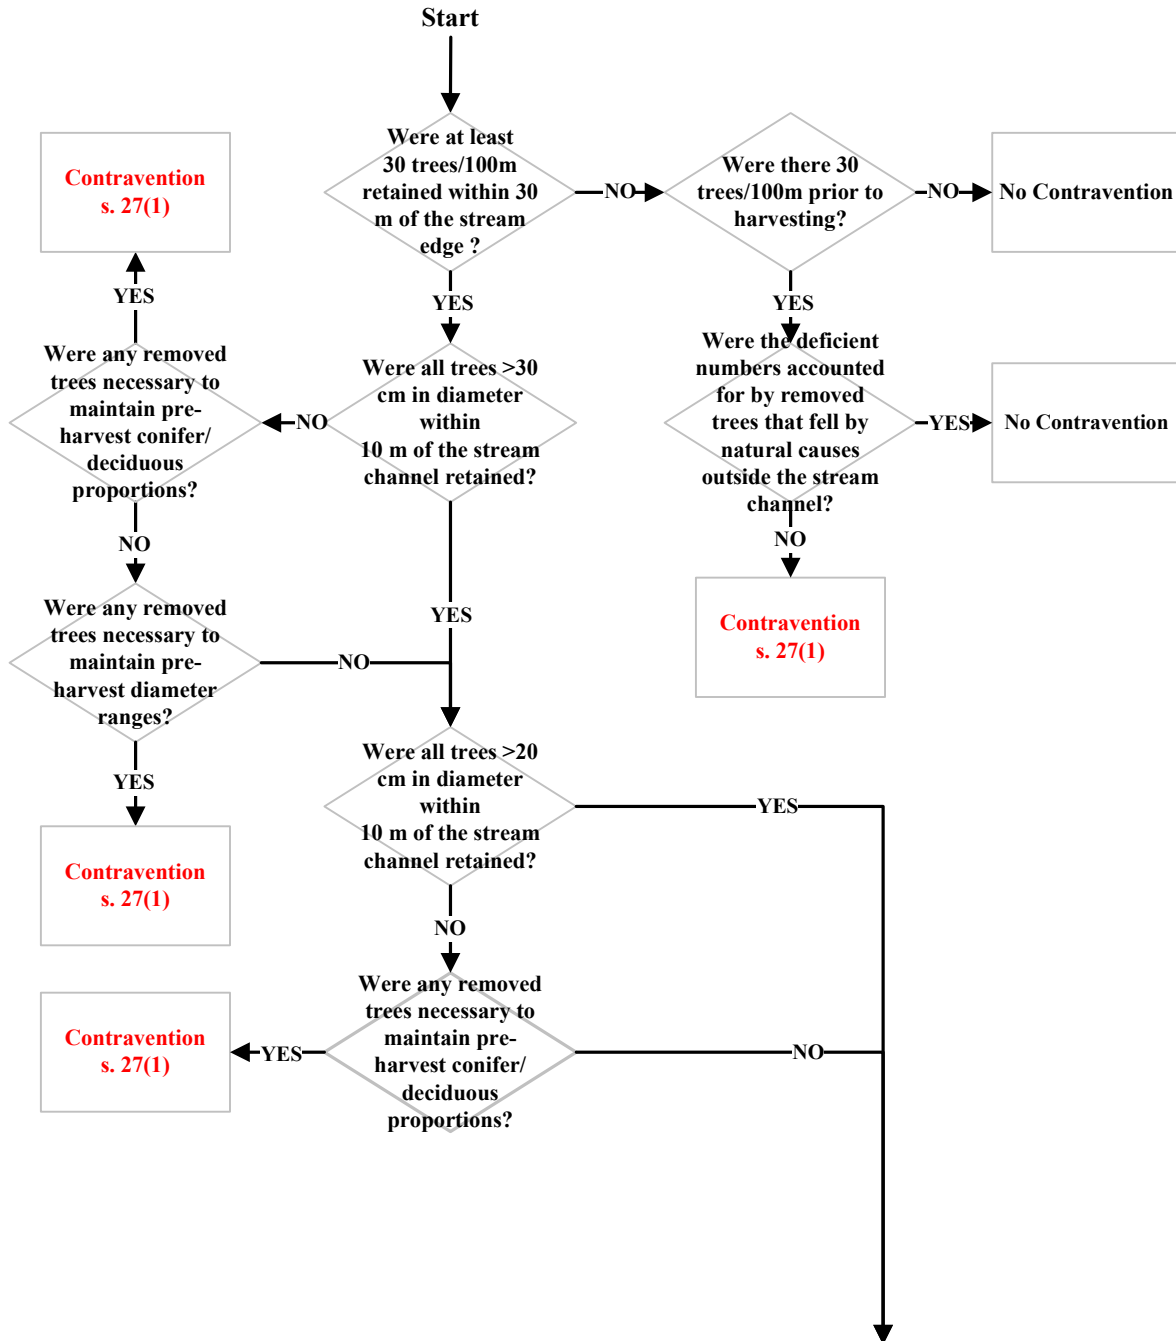 Start
Were at least
30 trees/100m
retained within 30
m of the stream
edge ?
NO
Were there 30
trees/100m prior to
harvesting?
NO
No Contravention
Contravention
s. 27(1)
YES
YES
YES
Were any removed
trees necessary to
maintain pre-
harvest conifer/
deciduous
proportions?
NO
Were all trees >30
cm in diameter
within
10 m of the stream
channel retained?
Were the deficient
numbers accounted
for by removed
trees that fell by
natural causes
outside the stream
channel?
YES
No Contravention
NO
YES
NO
Contravention
s. 27(1)
Were any removed
trees necessary to
maintain pre-
harvest diameter
ranges?
NO
YES
Contravention
s. 27(1)
Were all trees >20
cm in diameter
within
10 m of the stream
channel retained?
YES
NO
Were any removed
trees necessary to
maintain pre-
harvest conifer/
deciduous
proportions?
YES
Contravention
s. 27(1)
NO